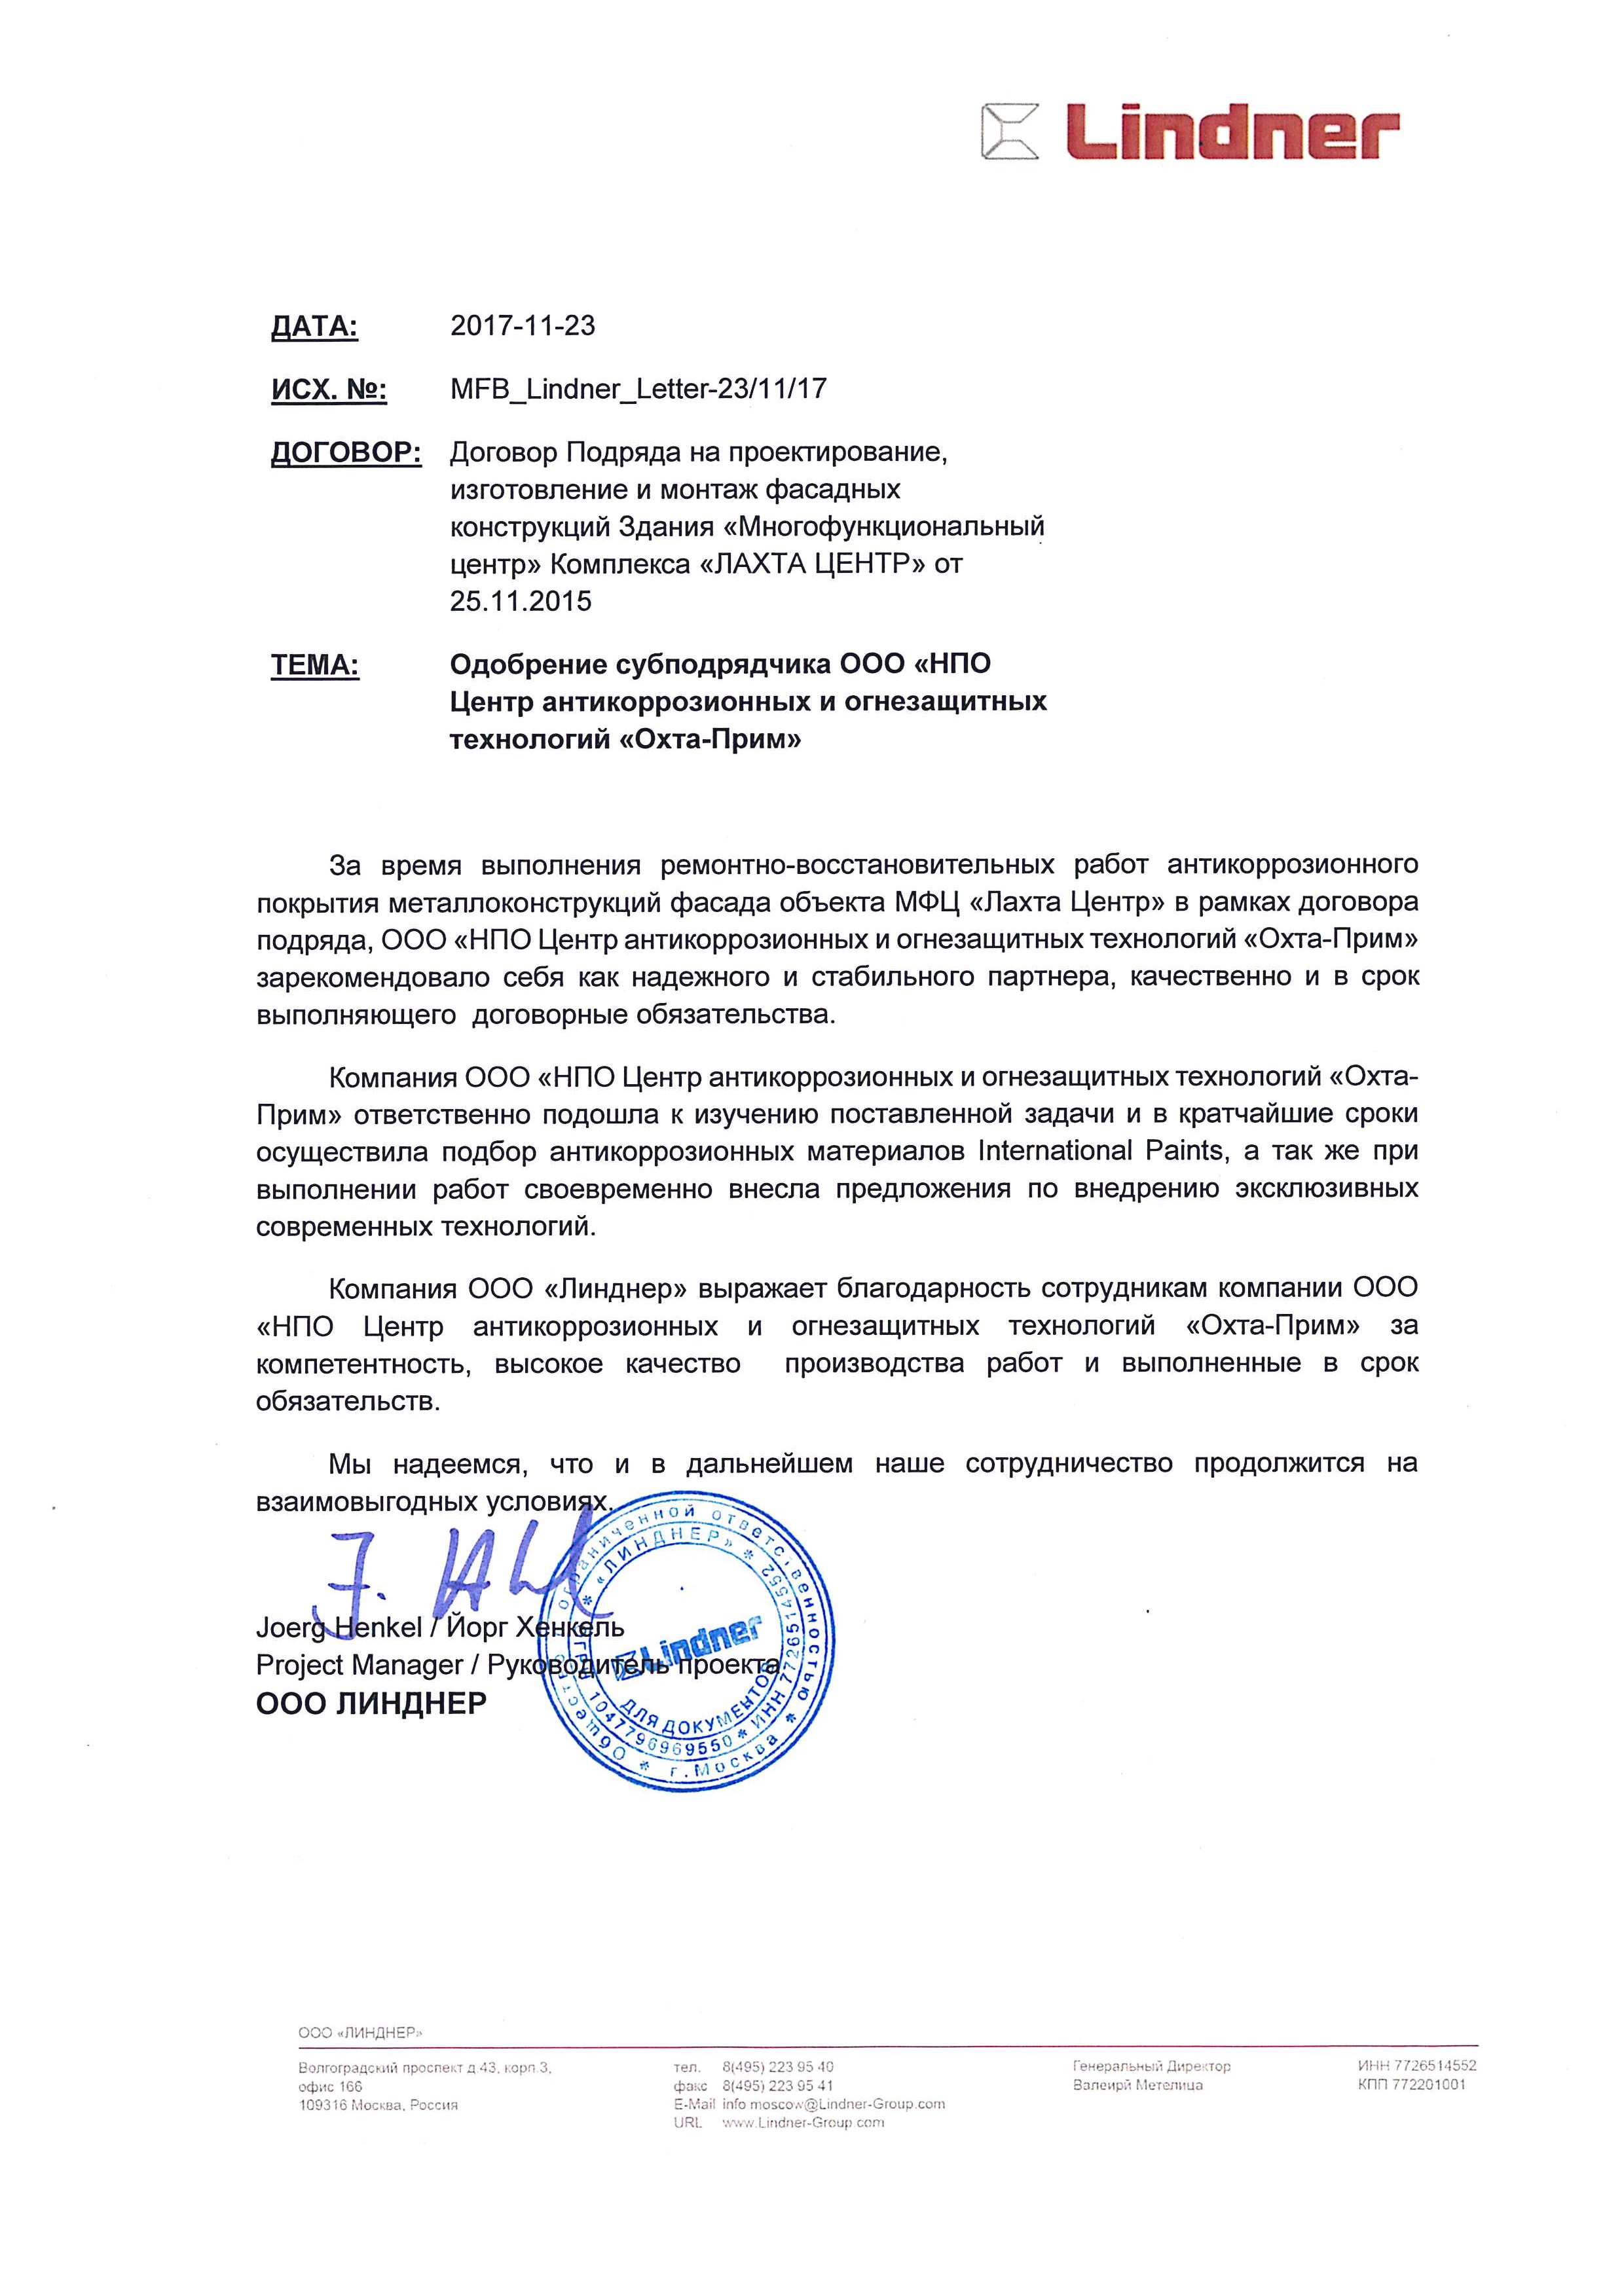 Lindner
ДАТА: 2017-11-23
ИСХ. №: MFB_Lindner_Letter-23/11/17
ДОГОВОР: Договор Подряда на проектирование,
изготовление и монтаж фасадных
конструкций Здания «Многофункциональный
центр» Комплекса «ЛАХТА ЦЕНТР» от
25.11.2015
ТЕМА: Одобрение субподрядчика ООО «НПО
Центр антикоррозионных и огнезащитных
технологий «Охта-Прим»
За время выполнения ремонтно-восстановительных работ антикоррозионного
покрытия металлоконструкций фасада объекта МФЦ «Лахта Центр» в рамках договора
подряда, ООО «НПО Центр антикоррозионных и огнезащитных технологий «Охта-Прим»
зарекомендовало себя как надежного и стабильного партнера, качественно и в срок
выполняющего договорные обязательства.
Компания ООО «НПО Центр антикоррозионных и огнезащитных технологий «Охта-
Прим» ответственно подошла к изучению поставленной задачи и в кратчайшие сроки
осуществила подбор антикоррозионных материалов International Paints, а так же при
выполнении работ своевременно внесла предложения по внедрению эксклюзивных
современных технологий.
Компания ООО «Линднер» выражает благодарность сотрудникам компании ООО
«НПО Центр антикоррозионных и огнезащитных технологий «Охта-Прим» за
компетентность, высокое качество производства работ и выполненные в срок
обязательств.
Мы надеемся, что и в дальнейшем наше сотрудничество продолжится на
взаимовыгодных условиях.
Joerg Henkel / Йорг Хенкель
Project Manager / Руководитель проекта
ООО ЛИНДНЕР
Общество ограниченной ответственностью * г.Москва *
* «ЛИНДНЕР» * ИНН 7726514552 * ОГРН 1047796969550
Lindner
ДЛЯ ДОКУМЕНТОВ
ООО «ЛИНДНЕР»
Волгоградский проспект д.43, корп.3,
офис 166
109316 Москва, Россия
тел. 8(495) 223 95 40
факс 8(495) 223 95 41
E-Mail info moscow@Lindner-Group.com
URL www.Lindner-Group com
Генеральный Директор
Валеирй Метелица
ИНН 7726514552
КПП 772201001